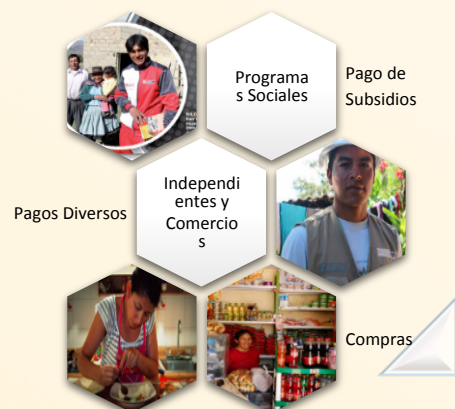 Programa
s Sociales
Pago de
Subsidios
Independi
entes y
Comercio
s
Pagos Diversos
Compras